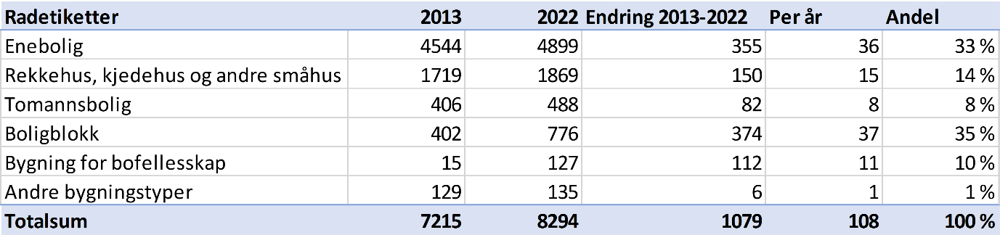 Radetiketter 2013 2022 Endring 2013-2022 Per år Andel
Enebolig 4544 4899 355 36 33 %
Rekkehus, kjedehus og andre småhus 1719 1869 150 15 14 %
Tomannsbolig 406 488 82 8 8 %
Boligblokk 402 776 374 37 35 %
Bygning for bofellesskap 15 127 112 11 10 %
Andre bygningstyper 129 135 6 1 1 %
Totalsum 7215 8294 1079 108 100 %